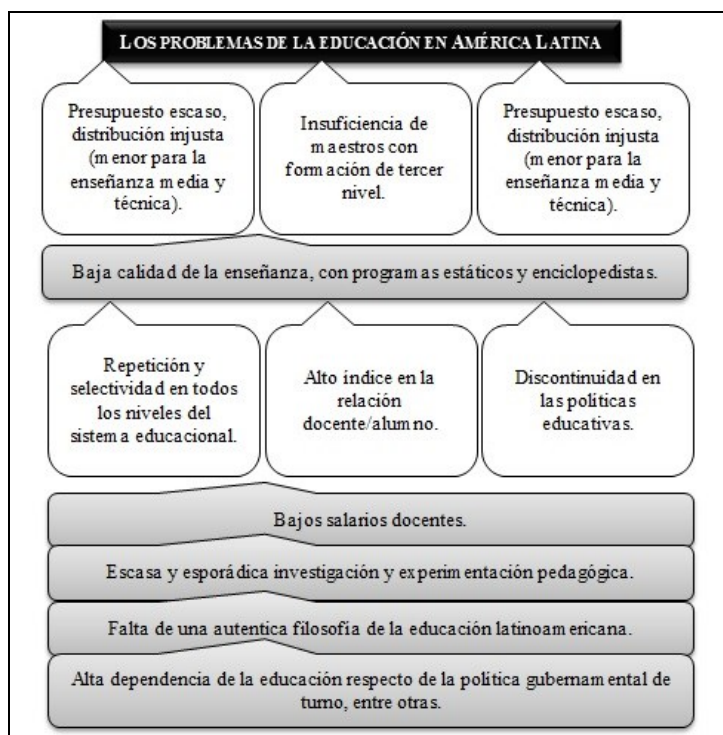 LOS PROBLEMAS DE LA EDUCACIÓN EN AMÉRICA LATINA
Presupuesto escaso,
distribución injusta
(menor para la
enseñanza media y
técnica).
Insuficiencia de
maestros con
formación de tercer
nivel.
Presupuesto escaso,
distribución injusta
(menor para la
enseñanza media y
técnica).
Baja calidad de la enseñanza, con programas estáticos y enciclopedistas.
Repetición y
selectividad en todos
los niveles del
sistema educacional.
Alto índice en la
relación
docente/alumno.
Discontinuidad en
las políticas
educativas.
Bajos salarios docentes.
Escasa y esporádica investigación y experimentación pedagógica.
Falta de una autentica filosofía de la educación latinoamericana.
Alta dependencia de la educación respecto de la política gubernamental de
turno, entre otras.